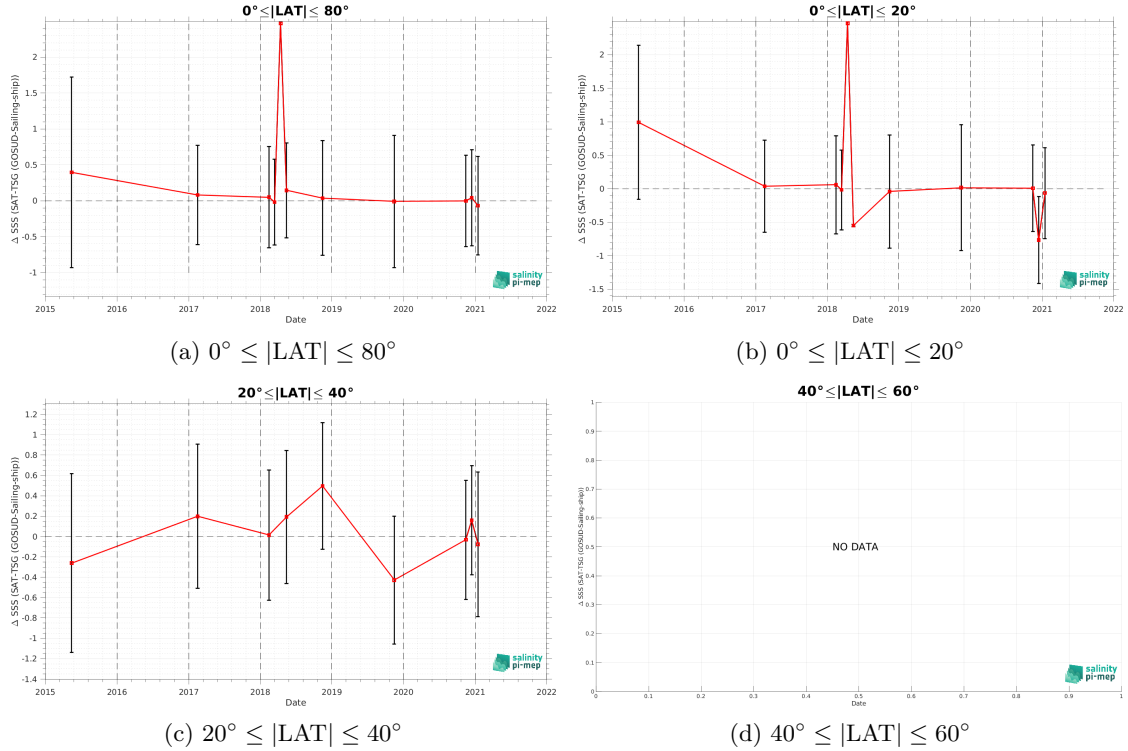 0°≤|LAT|≤ 80°
Δ SSS (SAT-TSG (GOSUD-Sailing-ship))
2
1.5
1
0.5
0
-0.5
-1
2015 2016 2017 2018 2019 2020 2021 2022
Date
salinity
pi-mep
(a) 0° ≤ |LAT| ≤ 80°
0°≤|LAT|≤ 20°
Δ SSS (SAT-TSG (GOSUD-Sailing-ship))
2
1.5
1
0.5
0
-0.5
-1
-1.5
2015 2016 2017 2018 2019 2020 2021 2022
Date
salinity
pi-mep
(b) 0° ≤ |LAT| ≤ 20°
20°≤|LAT|≤ 40°
Δ SSS (SAT-TSG (GOSUD-Sailing-ship))
1.2
1
0.8
0.6
0.4
0.2
0
-0.2
-0.4
-0.6
-0.8
-1
-1.2
-1.4
2015 2016 2017 2018 2019 2020 2021 2022
Date
salinity
pi-mep
(c) 20° ≤ |LAT| ≤ 40°
40°≤|LAT|≤ 60°
Δ SSS (SAT-TSG (GOSUD-Sailing-ship))
1
0.9
0.8
0.7
0.6
0.5
0.4
0.3
0.2
0.1
0
NO DATA
0 0.1 0.2 0.3 0.4 0.5 0.6 0.7 0.8 0.9 1
Date
salinity
pi-mep
(d) 40° ≤ |LAT| ≤ 60°